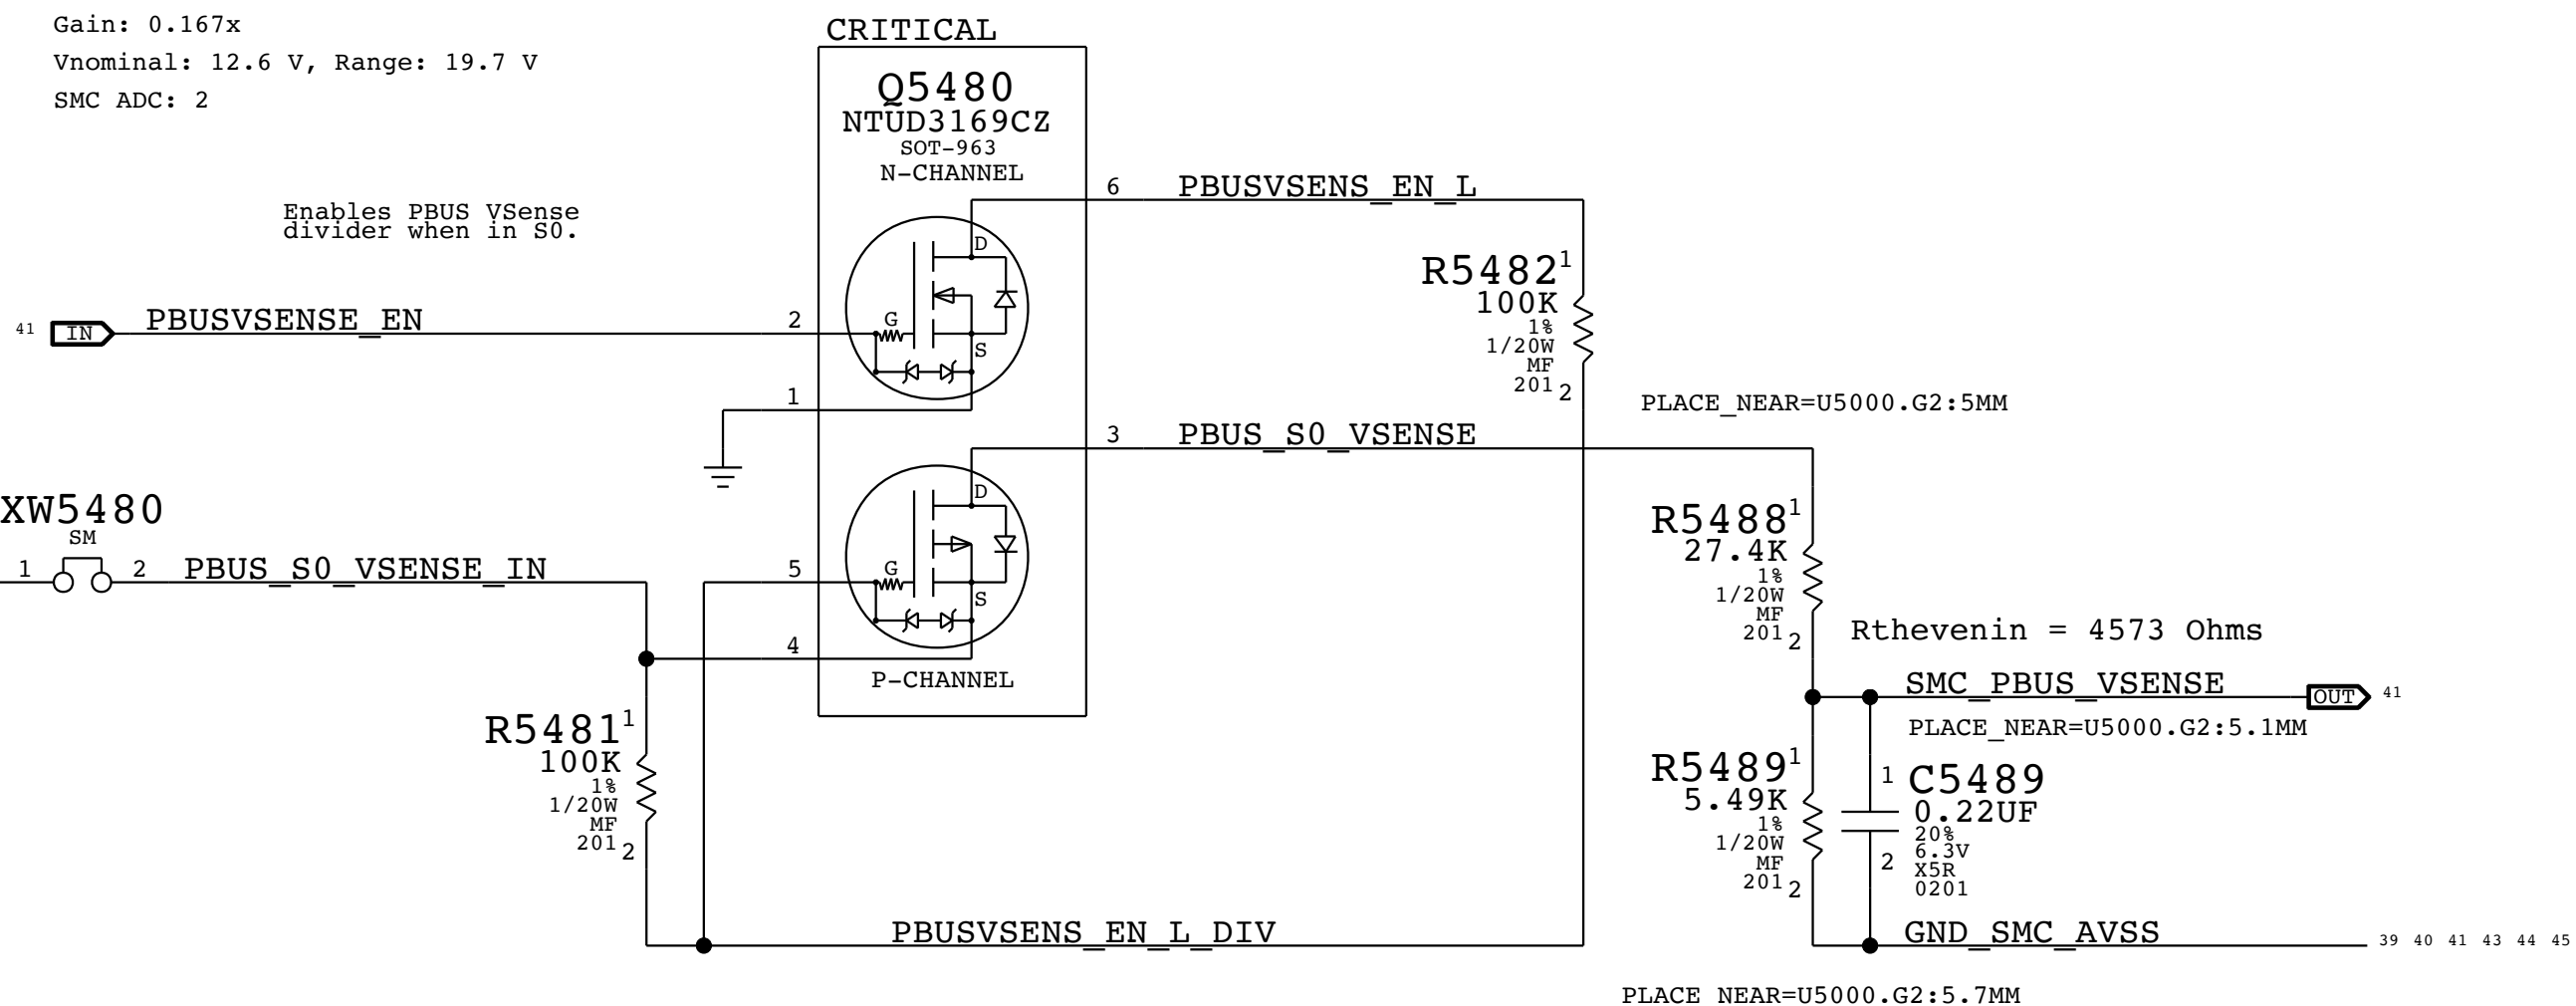 Gain: 0.167x
Vnominal: 12.6 V, Range: 19.7 V
SMC ADC: 2
CRITICAL
Q5480
NTUD3169CZ
SOT-963
N-CHANNEL
6
PBUSVSENS_EN_L
Enables PBUS VSense
divider when in S0.
D
41
IN
PBUSVSENSE_EN
2
G
S
1
R5482
1
100K
1%
1/20W
MF
201
2
PLACE_NEAR=U5000.G2:5MM
3
PBUS_S0_VSENSE
XW5480
SM
1
2
PBUS_S0_VSENSE_IN
5
G
D
S
4
P-CHANNEL
R5488
1
27.4K
1%
1/20W
MF
201
2
Rthevenin = 4573 Ohms
SMC_PBUS_VSENSE
OUT
41
PLACE_NEAR=U5000.G2:5.1MM
R5481
1
100K
1%
1/20W
MF
201
2
R5489
1
5.49K
1%
1/20W
MF
201
2
1
C5489
0.22UF
20%
6.3V
2
X5R
0201
PBUSVSENS_EN_L_DIV
GND_SMC_AVSS
39 40 41 43 44 45
PLACE_NEAR=U5000.G2:5.7MM